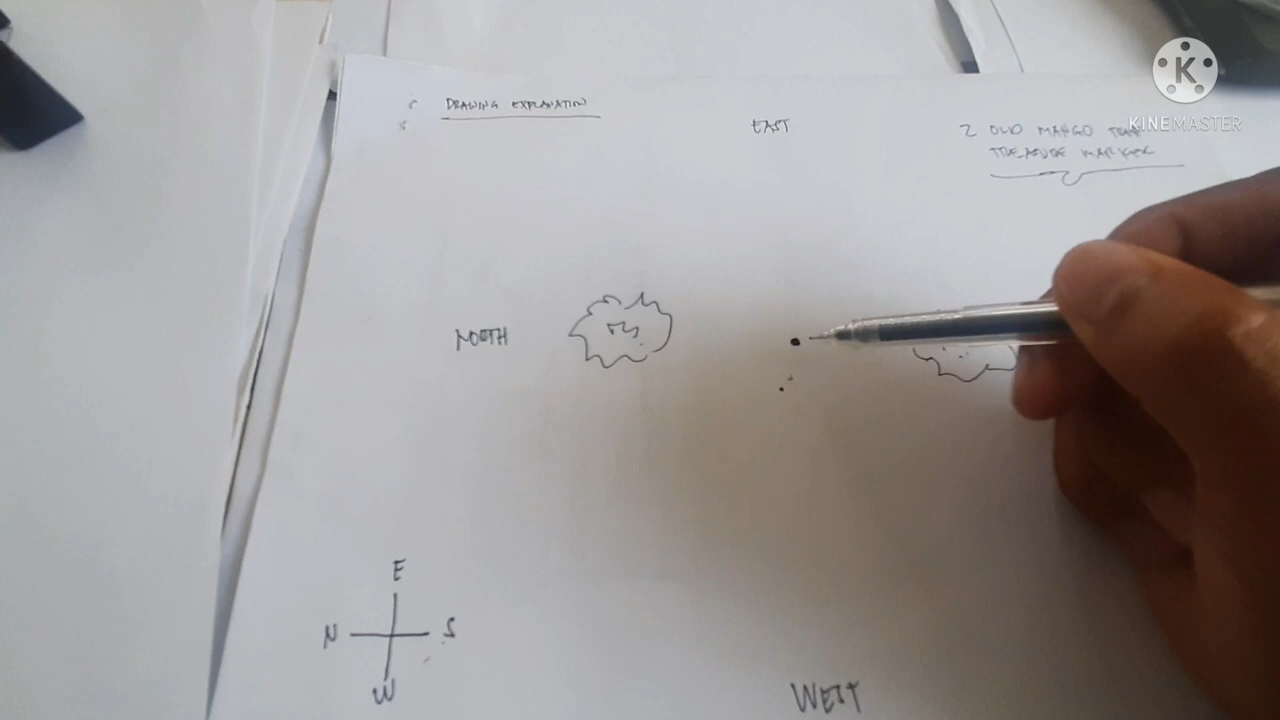 DRAWING EXPLANATION
EAST
2 OLD MANGO TREE
TREASURE MARKER
K
KINEMASTER
NORTH
M
E
N S
W
WEST